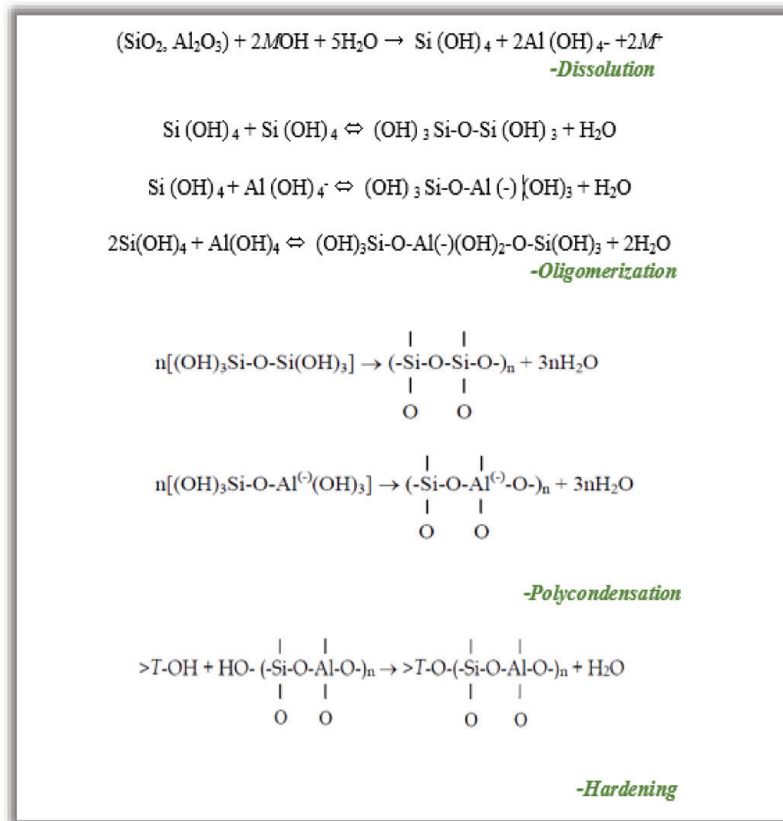 (SiO₂, Al₂O₃) + 2MOH + 5H₂O → Si (OH) ₄ + 2Al (OH) ₄- +2M⁺
-Dissolution
Si (OH) ₄ + Si (OH) ₄ ⇔ (OH) ₃ Si-O-Si (OH) ₃ + H₂O
Si (OH) ₄ + Al (OH) ₄⁻ ⇔ (OH) ₃ Si-O-Al (-) (OH)₃ + H₂O
2Si(OH)₄ + Al(OH)₄ ⇔ (OH)₃Si-O-Al(-)(OH)₂-O-Si(OH)₃ + 2H₂O
-Oligomerization
| |
n[(OH)₃Si-O-Si(OH)₃] → (-Si-O-Si-O-)ₙ + 3nH₂O
| |
O O
| |
n[(OH)₃Si-O-Al⁽⁻⁾(OH)₃] → (-Si-O-Al⁽⁻⁾-O-)ₙ + 3nH₂O
| |
O O
-Polycondensation
| | | |
>T-OH + HO- (-Si-O-Al-O-)ₙ → >T-O-(-Si-O-Al-O-)ₙ + H₂O
| | | |
O O O O
-Hardening